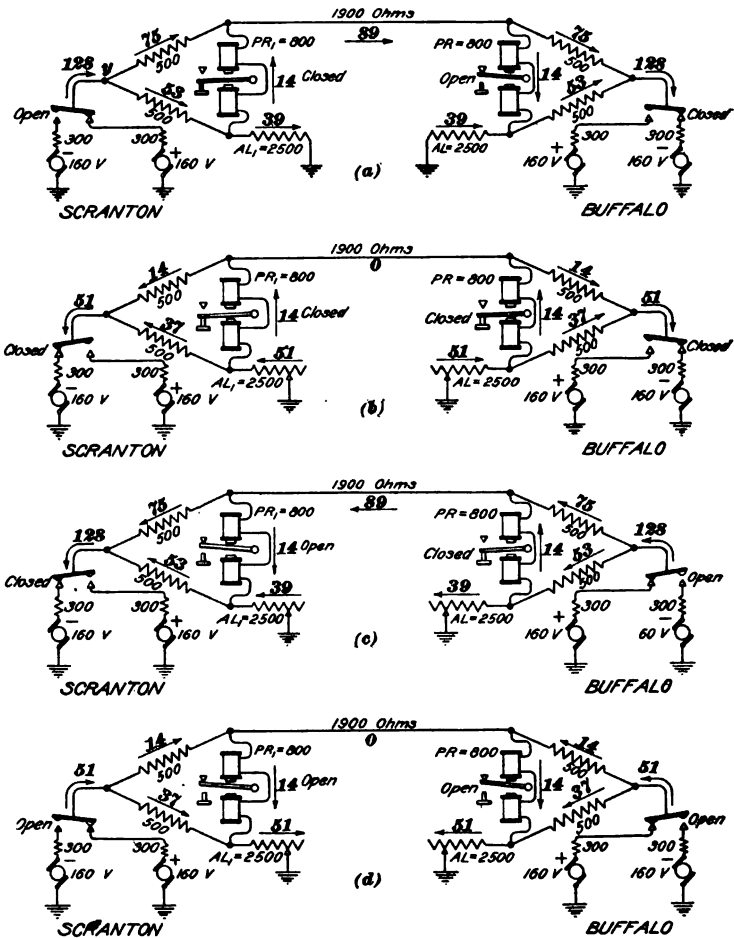 1900 Ohms
75 500 PR₁=800 89 PR=800 75 500
128 y 14 Closed Open 14 128
Open 53 500 53 500 Closed
300 300 39 39 300 300
− 160 V + 160 V AL₁=2500 AL=2500 + 160 V − 60 V
(a)
SCRANTON BUFFALO
1900 Ohms
0
14 500 PR₁=800 PR=800 14 500
51 14 Closed Closed 14 51
Closed 37 500 37 500 Closed
300 300 51 51 300 300
− 160 V + 160 V AL₁=2500 AL=2500 + 160 V − 160 V
(b)
SCRANTON BUFFALO
1900 Ohms
75 500 PR₁=800 89 PR=800 75 500
128 14 Open Closed 14 128
Closed 53 500 53 500 Open
300 300 39 39 300 300
− 160 V + 160 V AL₁=2500 AL=2500 + 160 V − 60 V
(c)
SCRANTON BUFFALO
1900 Ohms
0
14 500 PR₁=800 PR=800 14 500
51 14 Open Open 14 51
Open 37 500 37 500 Open
300 300 51 51 300 300
− 160 V + 160 V AL₁=2500 AL=2500 + 160 V − 160 V
(d)
SCRANTON BUFFALO